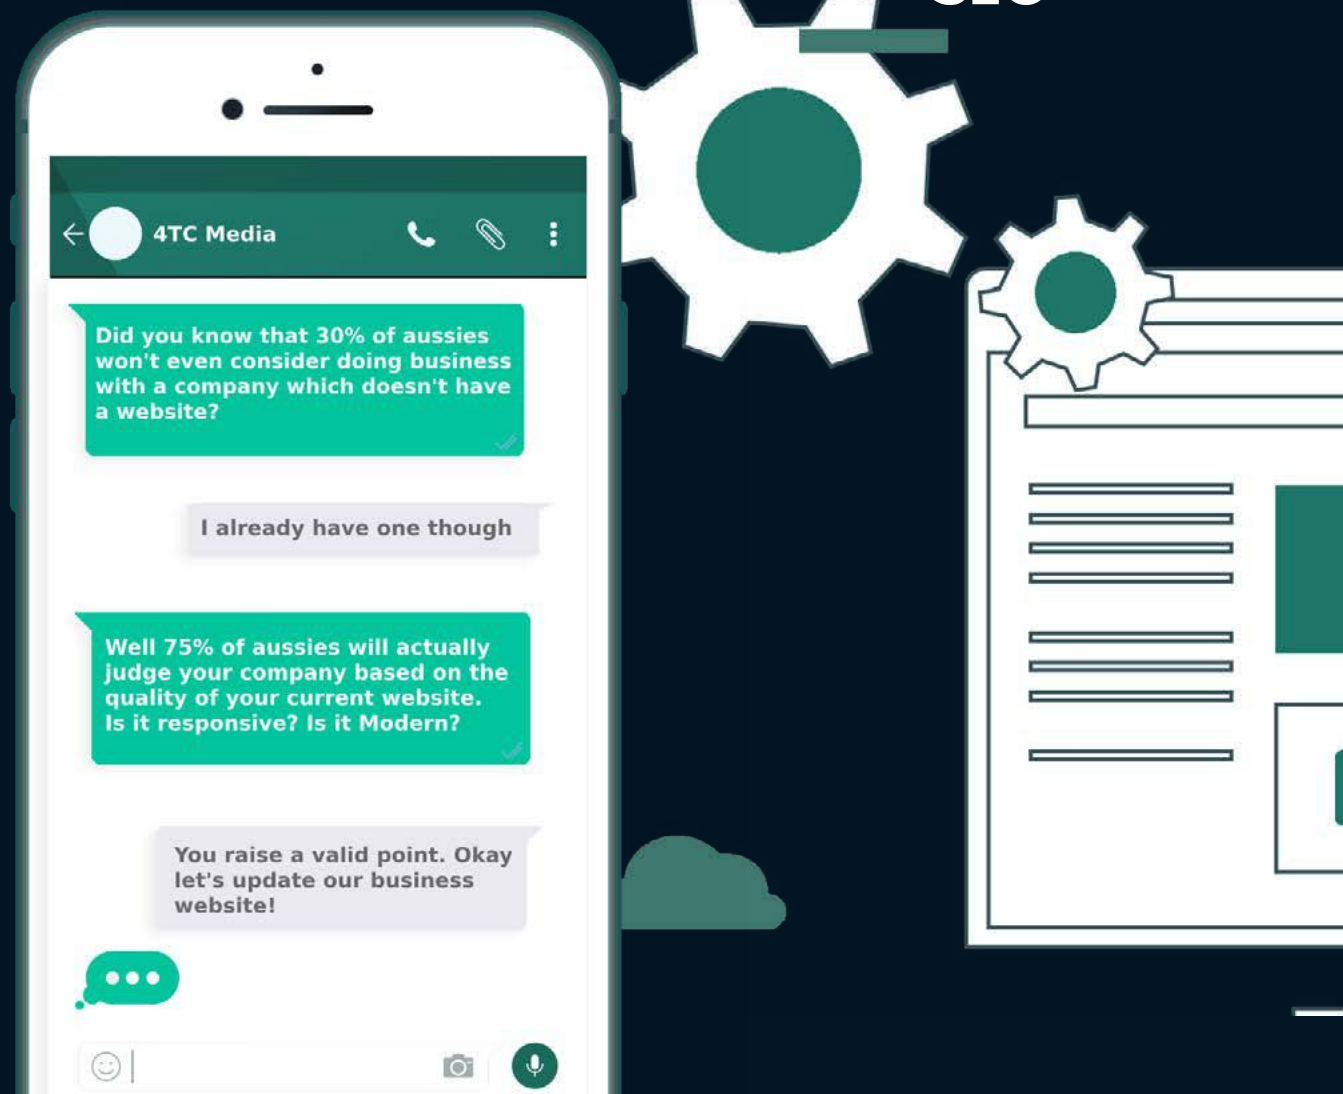 4TC Media
Did you know that 30% of aussies
won't even consider doing business
with a company which doesn't have
a website?
I already have one though
Well 75% of aussies will actually
judge your company based on the
quality of your current website.
Is it responsive? Is it Modern?
You raise a valid point. Okay
let's update our business
website!